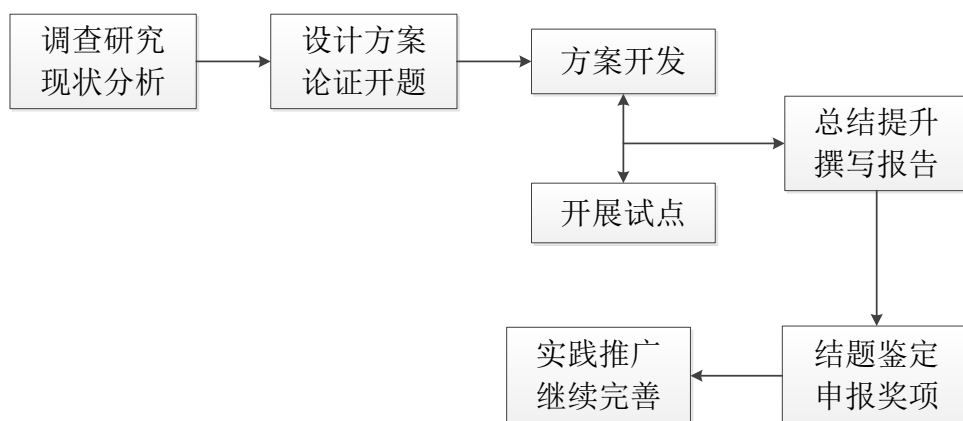 调查研究
现状分析
设计方案
论证开题
方案开发
开展试点
总结提升
撰写报告
结题鉴定
申报奖项
实践推广
继续完善